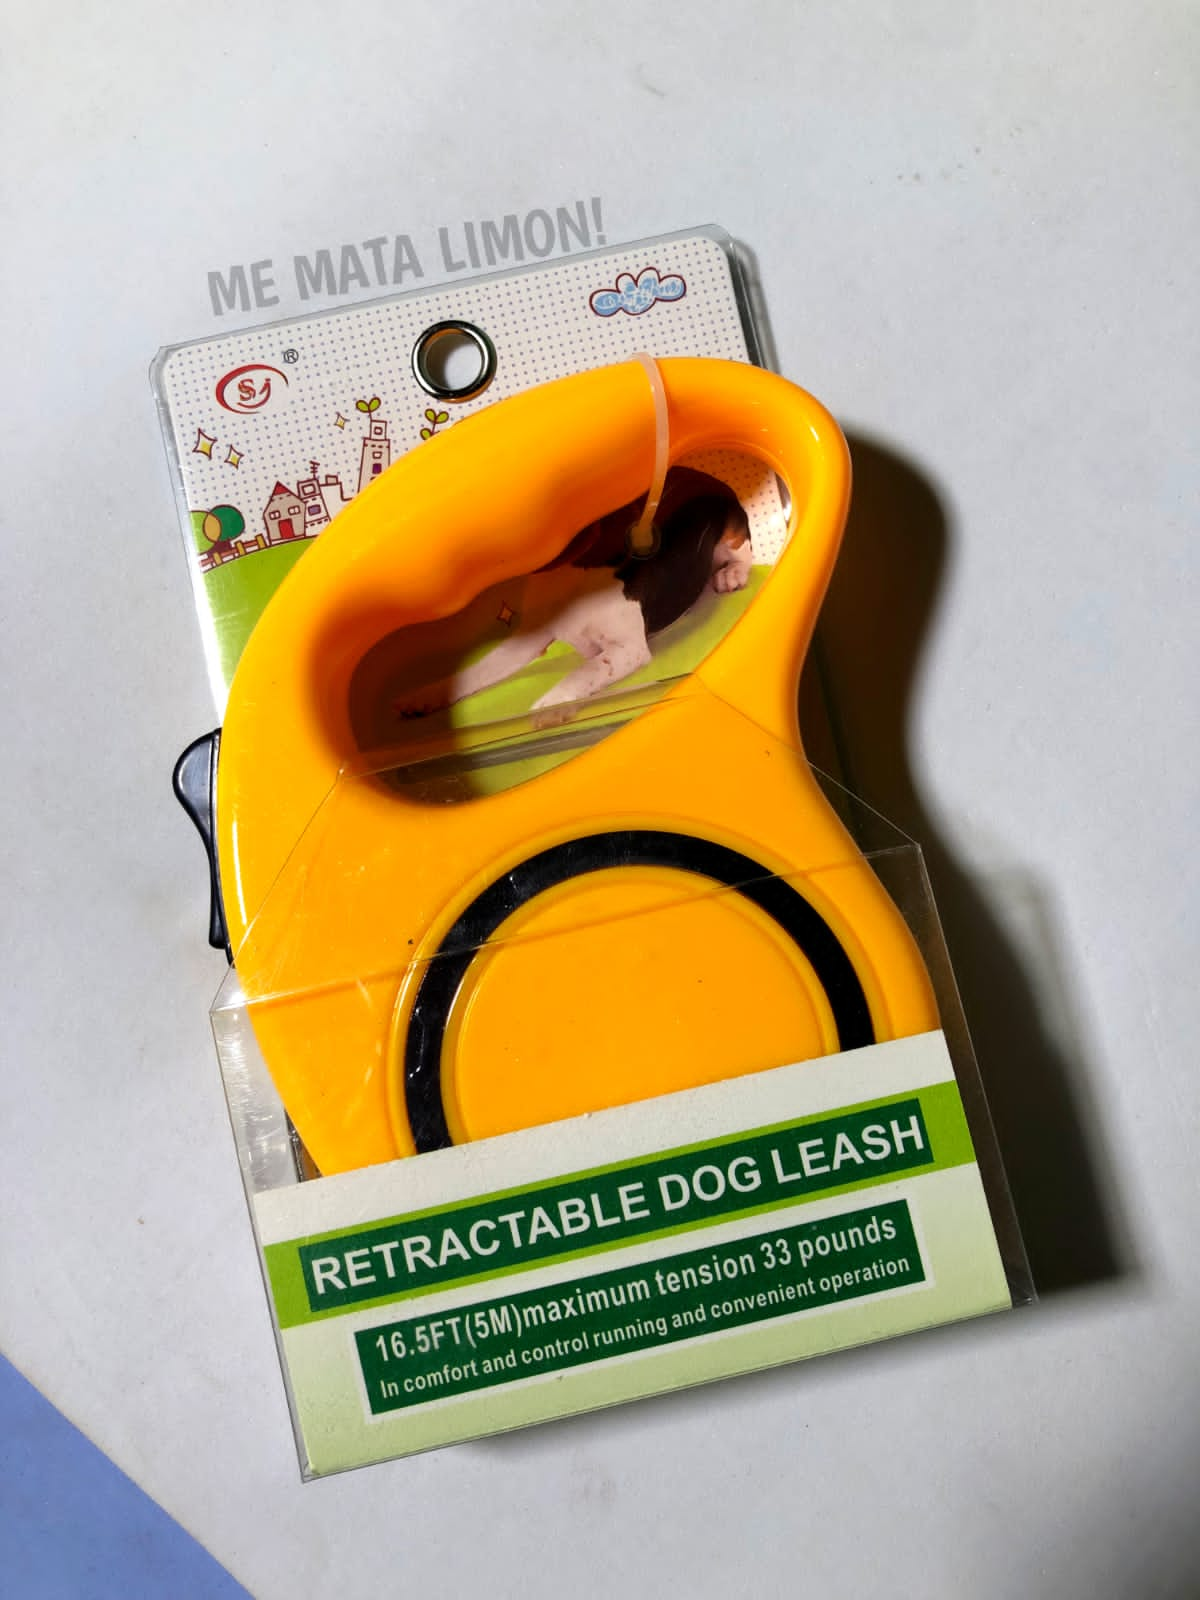 ME MATA LIMON!
®
RETRACTABLE DOG LEASH
16.5FT(5M)maximum tension 33 pounds
In comfort and control running and convenient operation